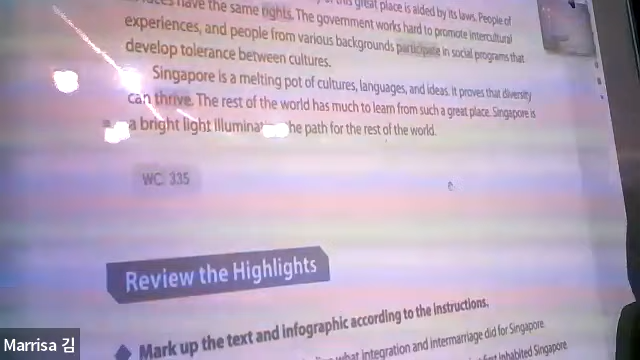 have the same rights. The government works hard to promote intercultural
great place is aided by its laws. People of
experiences, and people from various backgrounds participate in social programs that
develop tolerance between cultures.
Singapore is a melting pot of cultures, languages, and ideas. It proves that diversity
can thrive. The rest of the world has much to learn from such a great place. Singapore is
a bright light the path for the rest of the world.
WC: 335
Review the Highlights
Mark up the text and infographic according to the instructions.
what integration and intermarriage did for Singapore
inhabited Singapore
Marrisa 김